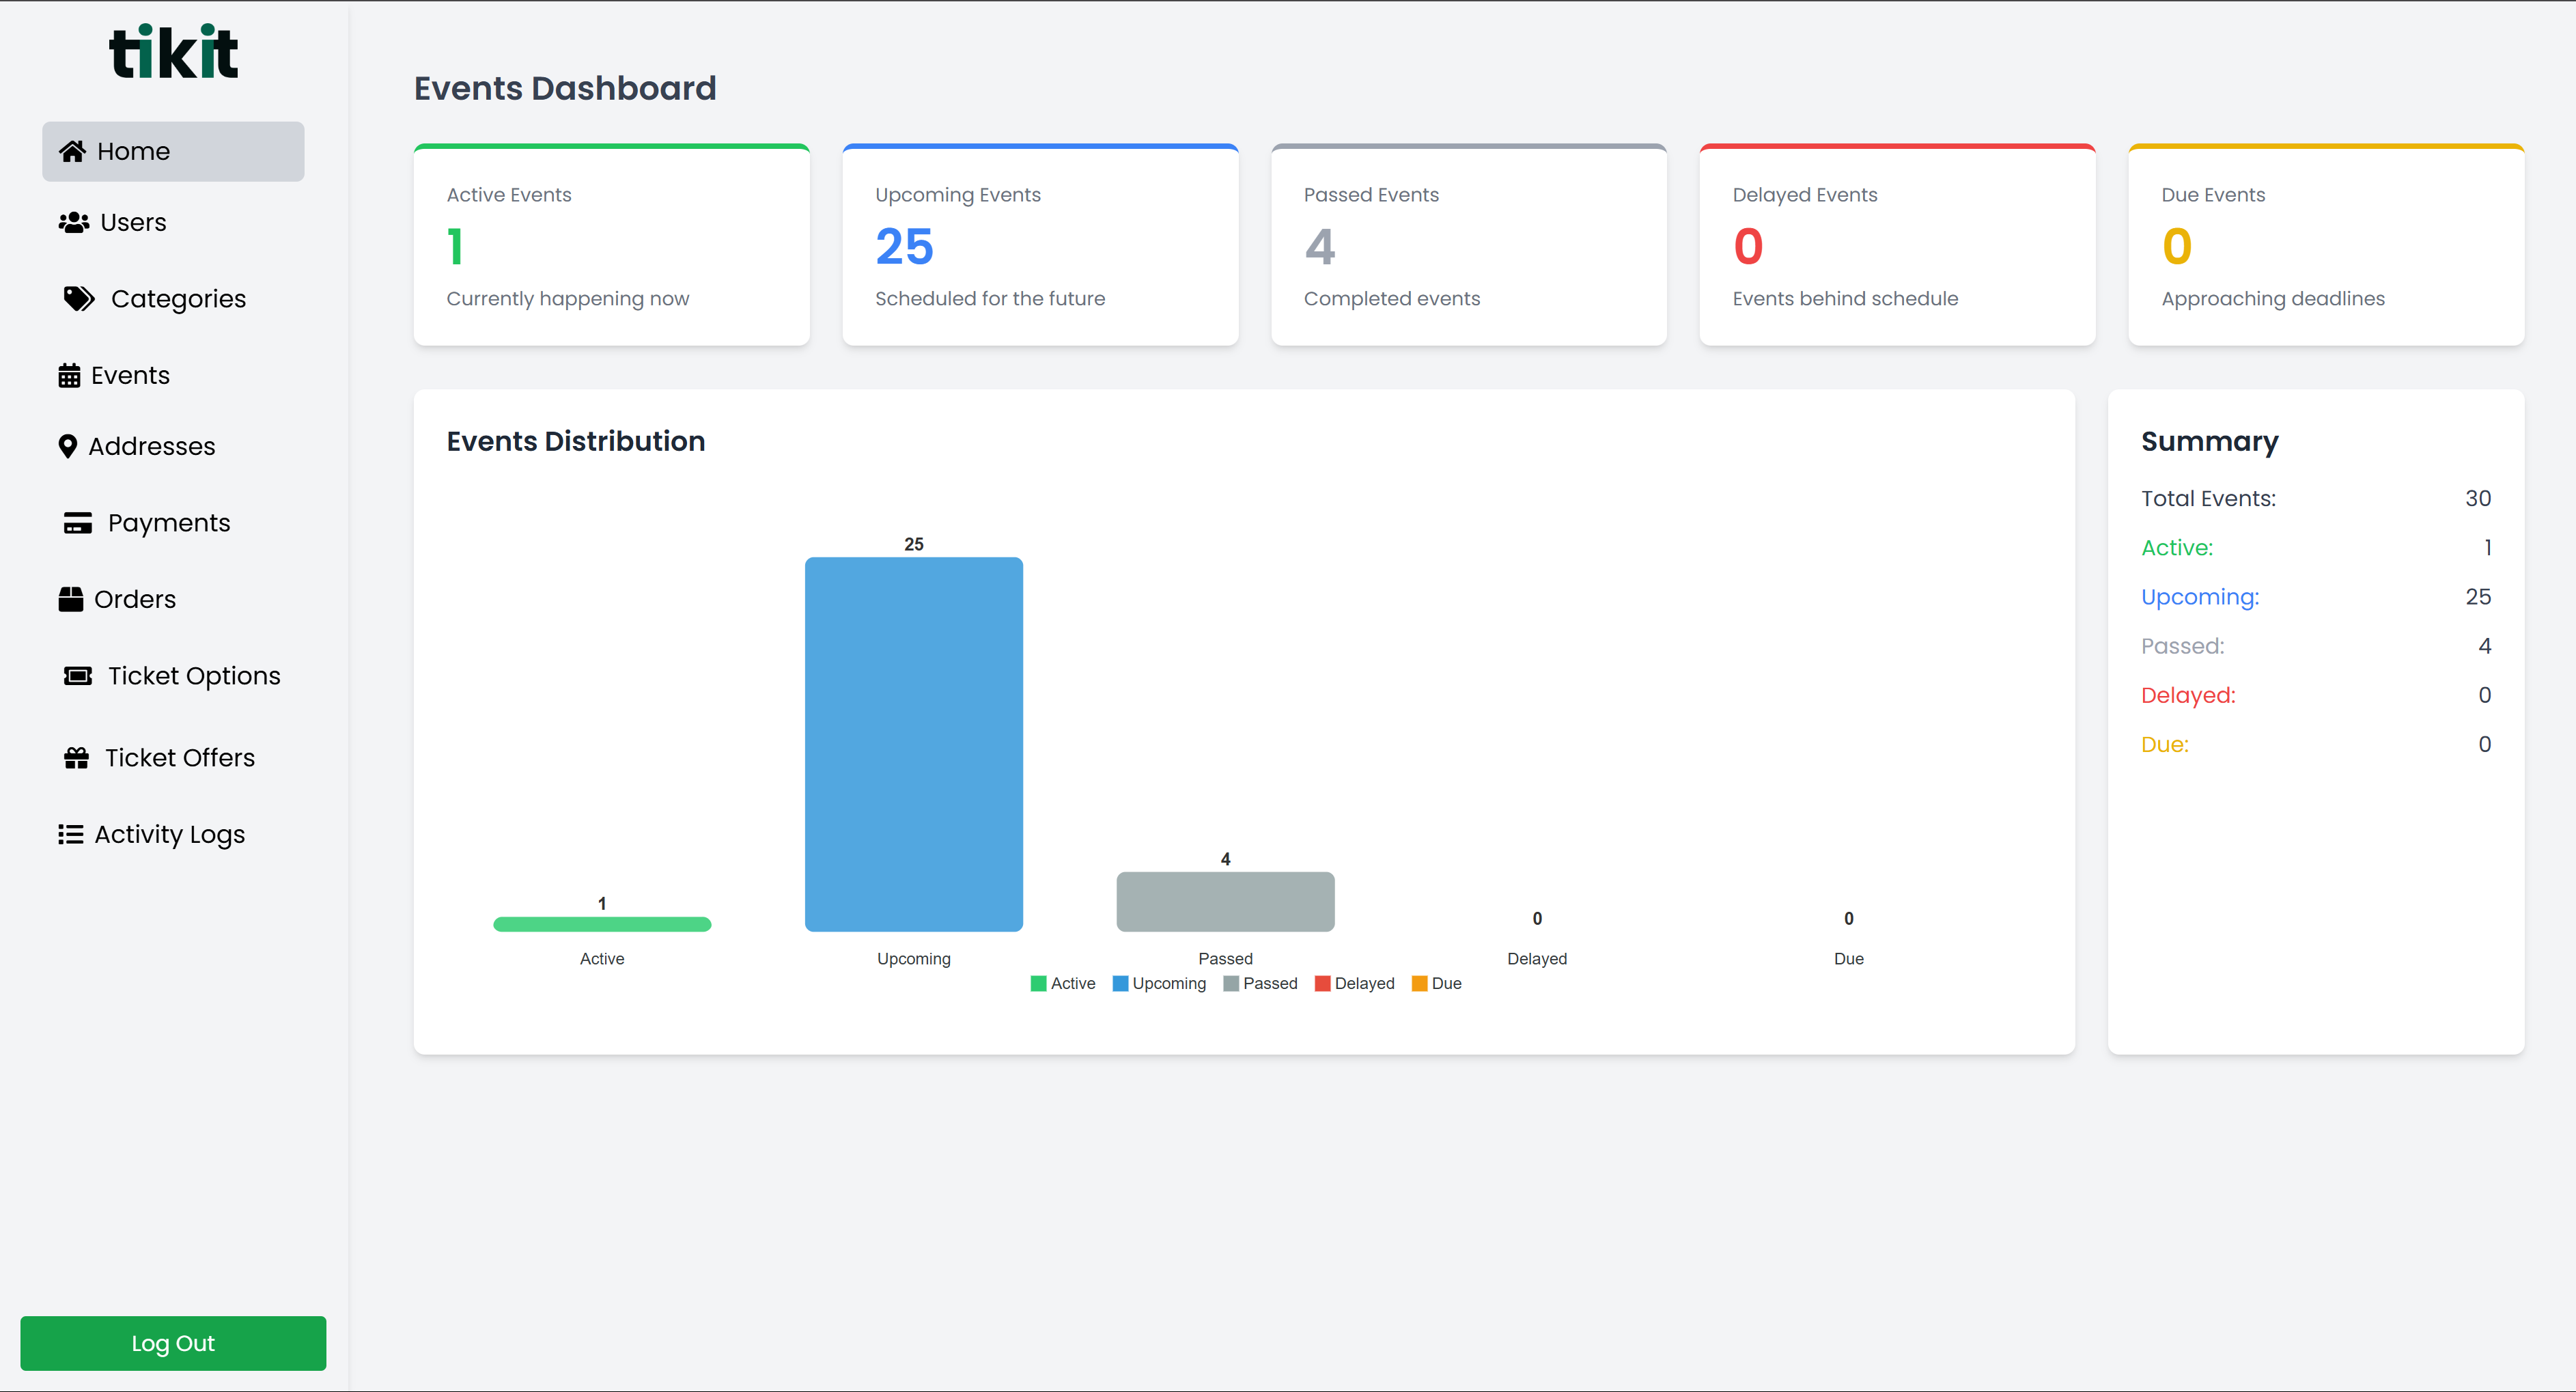 tikit
Home
Users
Categories
Events
Addresses
Payments
Orders
Ticket Options
Ticket Offers
Activity Logs
Log Out
Events Dashboard
Active Events
1
Currently happening now
Upcoming Events
25
Scheduled for the future
Passed Events
4
Completed events
Delayed Events
0
Events behind schedule
Due Events
0
Approaching deadlines
Events Distribution
1
25
4
0
0
Active Upcoming Passed Delayed Due
Active Upcoming Passed Delayed Due
Summary
Total Events: 30
Active: 1
Upcoming: 25
Passed: 4
Delayed: 0
Due: 0